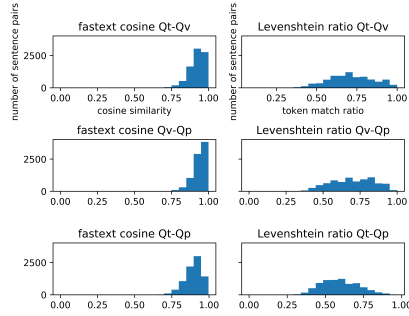 fastext cosine Qt-Qv
number of sentence pairs
2500
0
0.00 0.25 0.50 0.75 1.00
cosine similarity
Levenshtein ratio Qt-Qv
number of sentence pairs
0.25 0.50 0.75 1.00
token match ratio
fastext cosine Qv-Qp
2500
0
0.00 0.25 0.50 0.75 1.00
Levenshtein ratio Qv-Qp
0.00 0.25 0.50 0.75 1.00
fastext cosine Qt-Qp
2500
0
0.00 0.25 0.50 0.75 1.00
Levenshtein ratio Qt-Qp
0.00 0.25 0.50 0.75 1.00